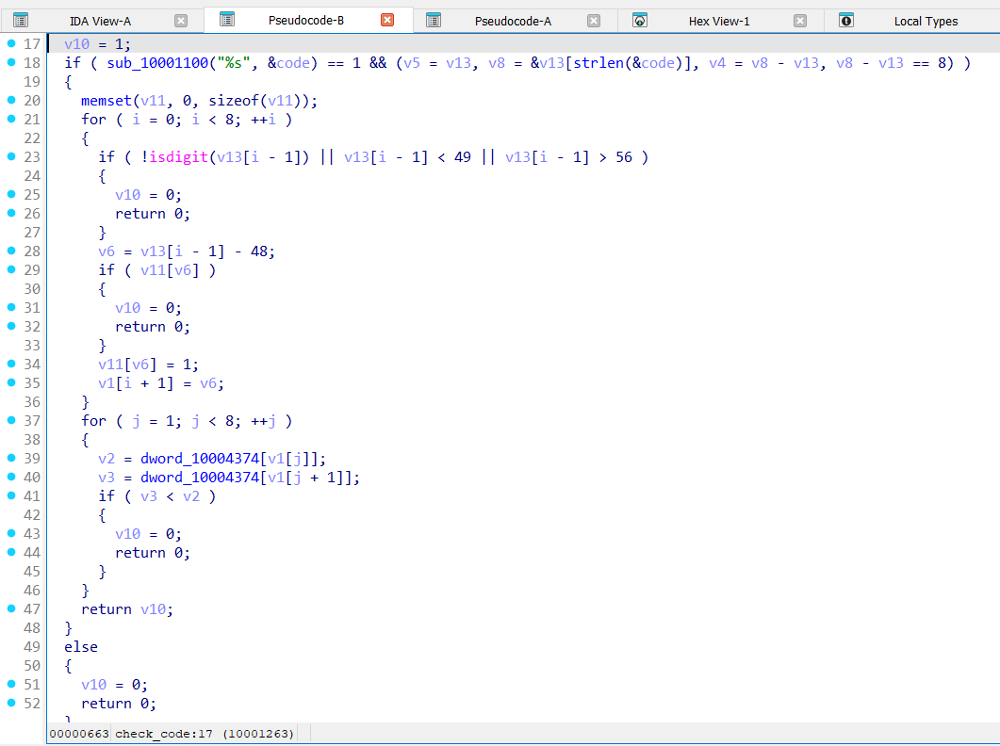 IDA View-A Pseudocode-B Pseudocode-A Hex View-1 Local Types
17 v10 = 1;
18 if ( sub_10001100("%s", &code) == 1 && (v5 = v13, v8 = &v13[strlen(&code)], v4 = v8 - v13, v8 - v13 == 8) )
19 {
20 memset(v11, 0, sizeof(v11));
21 for ( i = 0; i < 8; ++i )
22 {
23 if ( !isdigit(v13[i - 1]) || v13[i - 1] < 49 || v13[i - 1] > 56 )
24 {
25 v10 = 0;
26 return 0;
27 }
28 v6 = v13[i - 1] - 48;
29 if ( v11[v6] )
30 {
31 v10 = 0;
32 return 0;
33 }
34 v11[v6] = 1;
35 v1[i + 1] = v6;
36 }
37 for ( j = 1; j < 8; ++j )
38 {
39 v2 = dword_10004374[v1[j]];
40 v3 = dword_10004374[v1[j + 1]];
41 if ( v3 < v2 )
42 {
43 v10 = 0;
44 return 0;
45 }
46 }
47 return v10;
48 }
49 else
50 {
51 v10 = 0;
52 return 0;
}
00000663 check_code:17 (10001263)